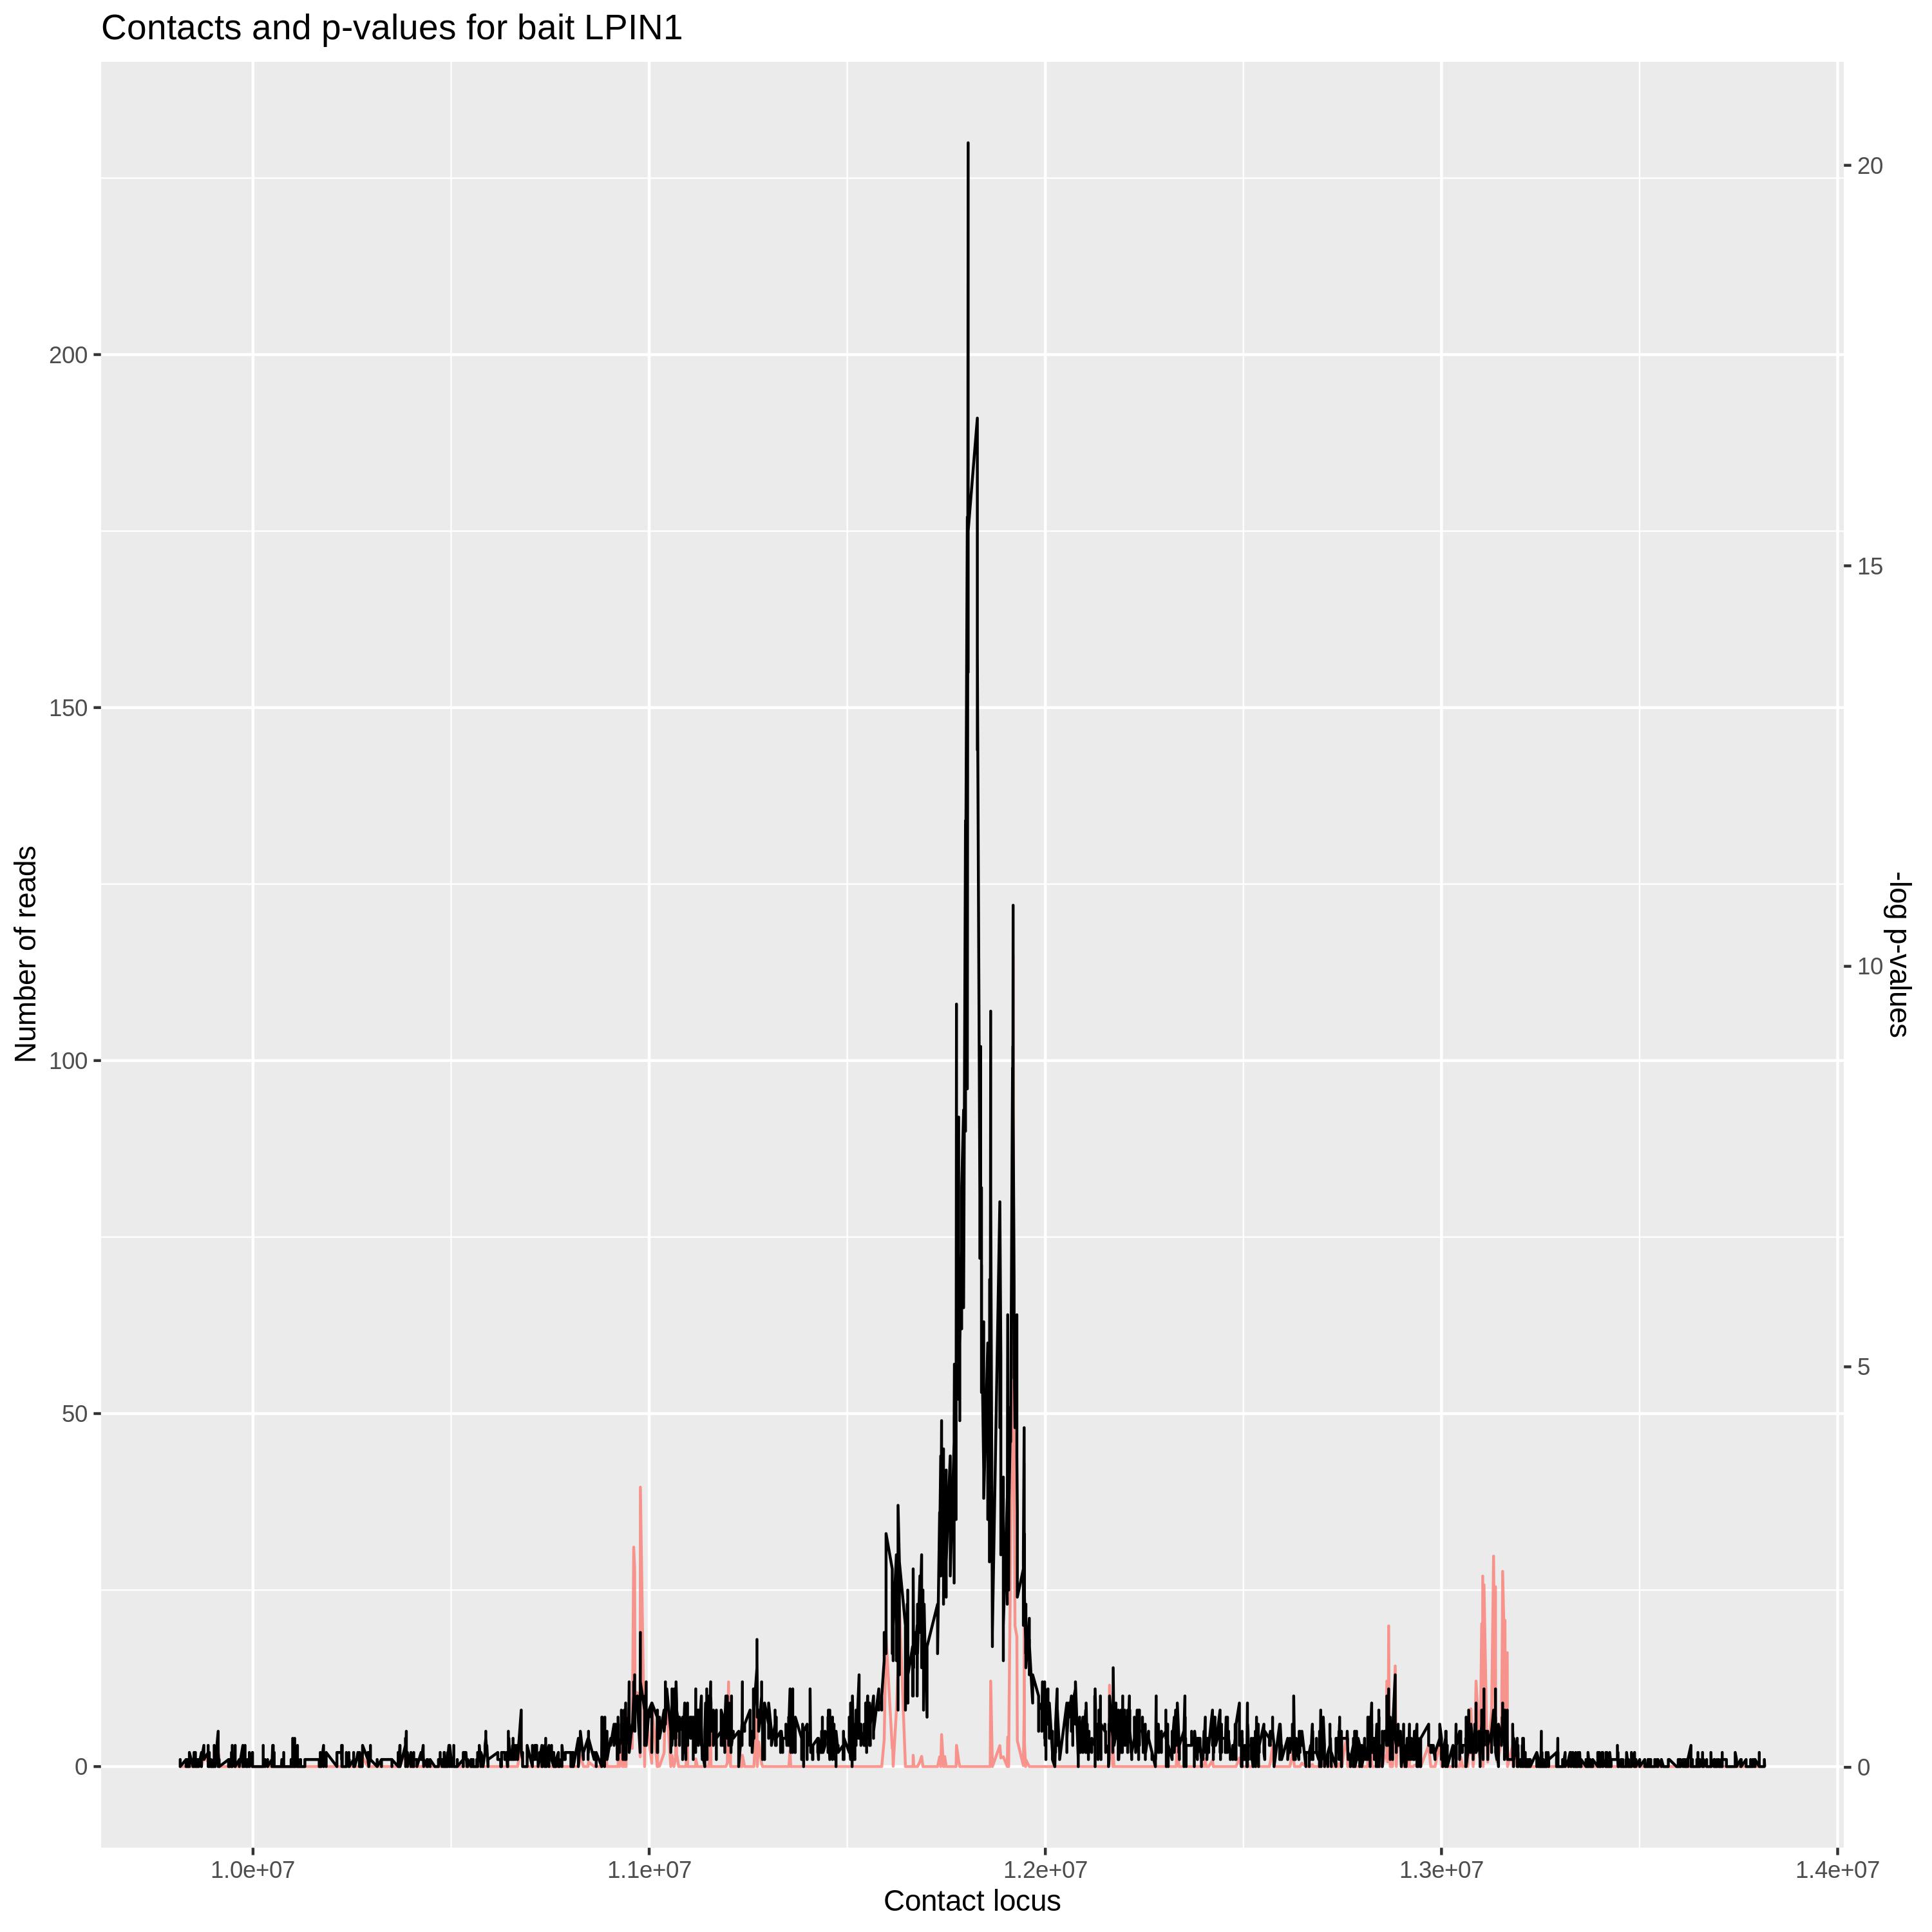 Contacts and p-values for bait LPIN1
Number of reads
200
150
100
50
0
20
15
10
5
0
-log p-values
1.0e+07
1.1e+07
1.2e+07
1.3e+07
1.4e+07
Contact locus